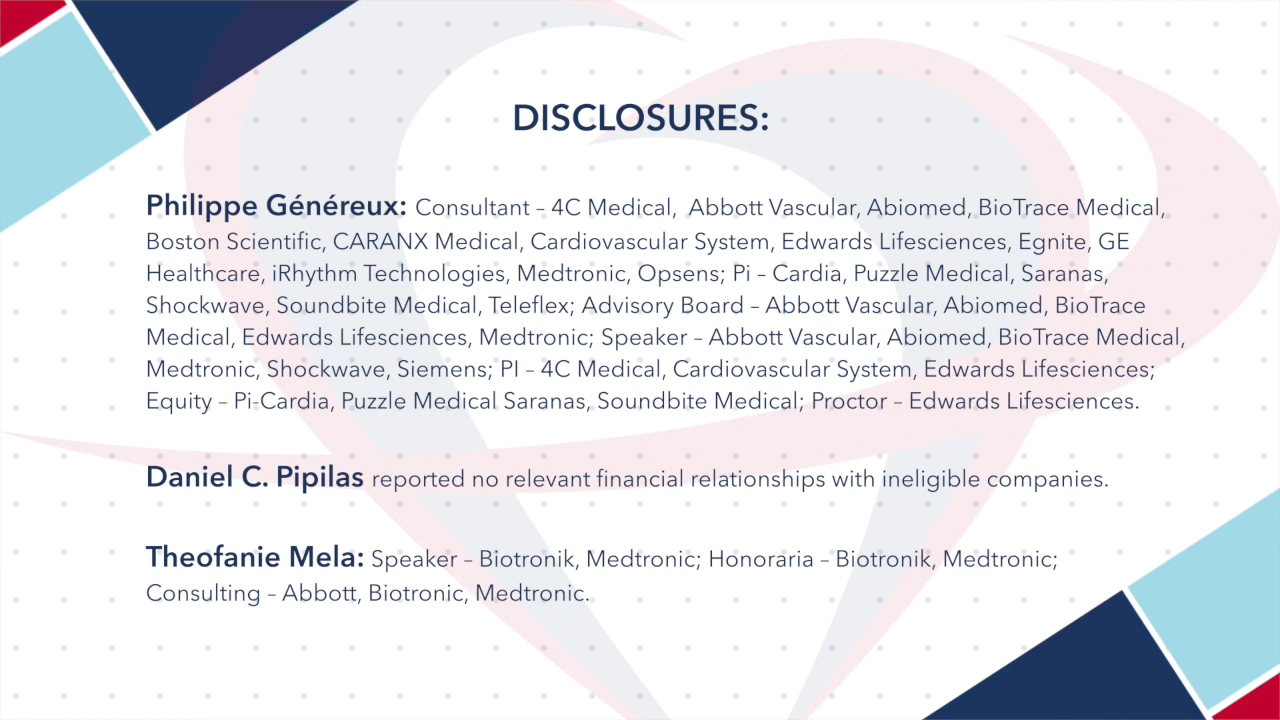 DISCLOSURES:
Philippe Généreux: Consultant – 4C Medical, Abbott Vascular, Abiomed, BioTrace Medical,
Boston Scientific, CARANX Medical, Cardiovascular System, Edwards Lifesciences, Egnite, GE
Healthcare, iRhythm Technologies, Medtronic, Opsens; Pi – Cardia, Puzzle Medical, Saranas,
Shockwave, Soundbite Medical, Teleflex; Advisory Board – Abbott Vascular, Abiomed, BioTrace
Medical, Edwards Lifesciences, Medtronic; Speaker – Abbott Vascular, Abiomed, BioTrace Medical,
Medtronic, Shockwave, Siemens; PI – 4C Medical, Cardiovascular System, Edwards Lifesciences;
Equity – Pi-Cardia, Puzzle Medical Saranas, Soundbite Medical; Proctor – Edwards Lifesciences.
Daniel C. Pipilas reported no relevant financial relationships with ineligible companies.
Theofanie Mela: Speaker – Biotronik, Medtronic; Honoraria – Biotronik, Medtronic;
Consulting – Abbott, Biotronic, Medtronic.